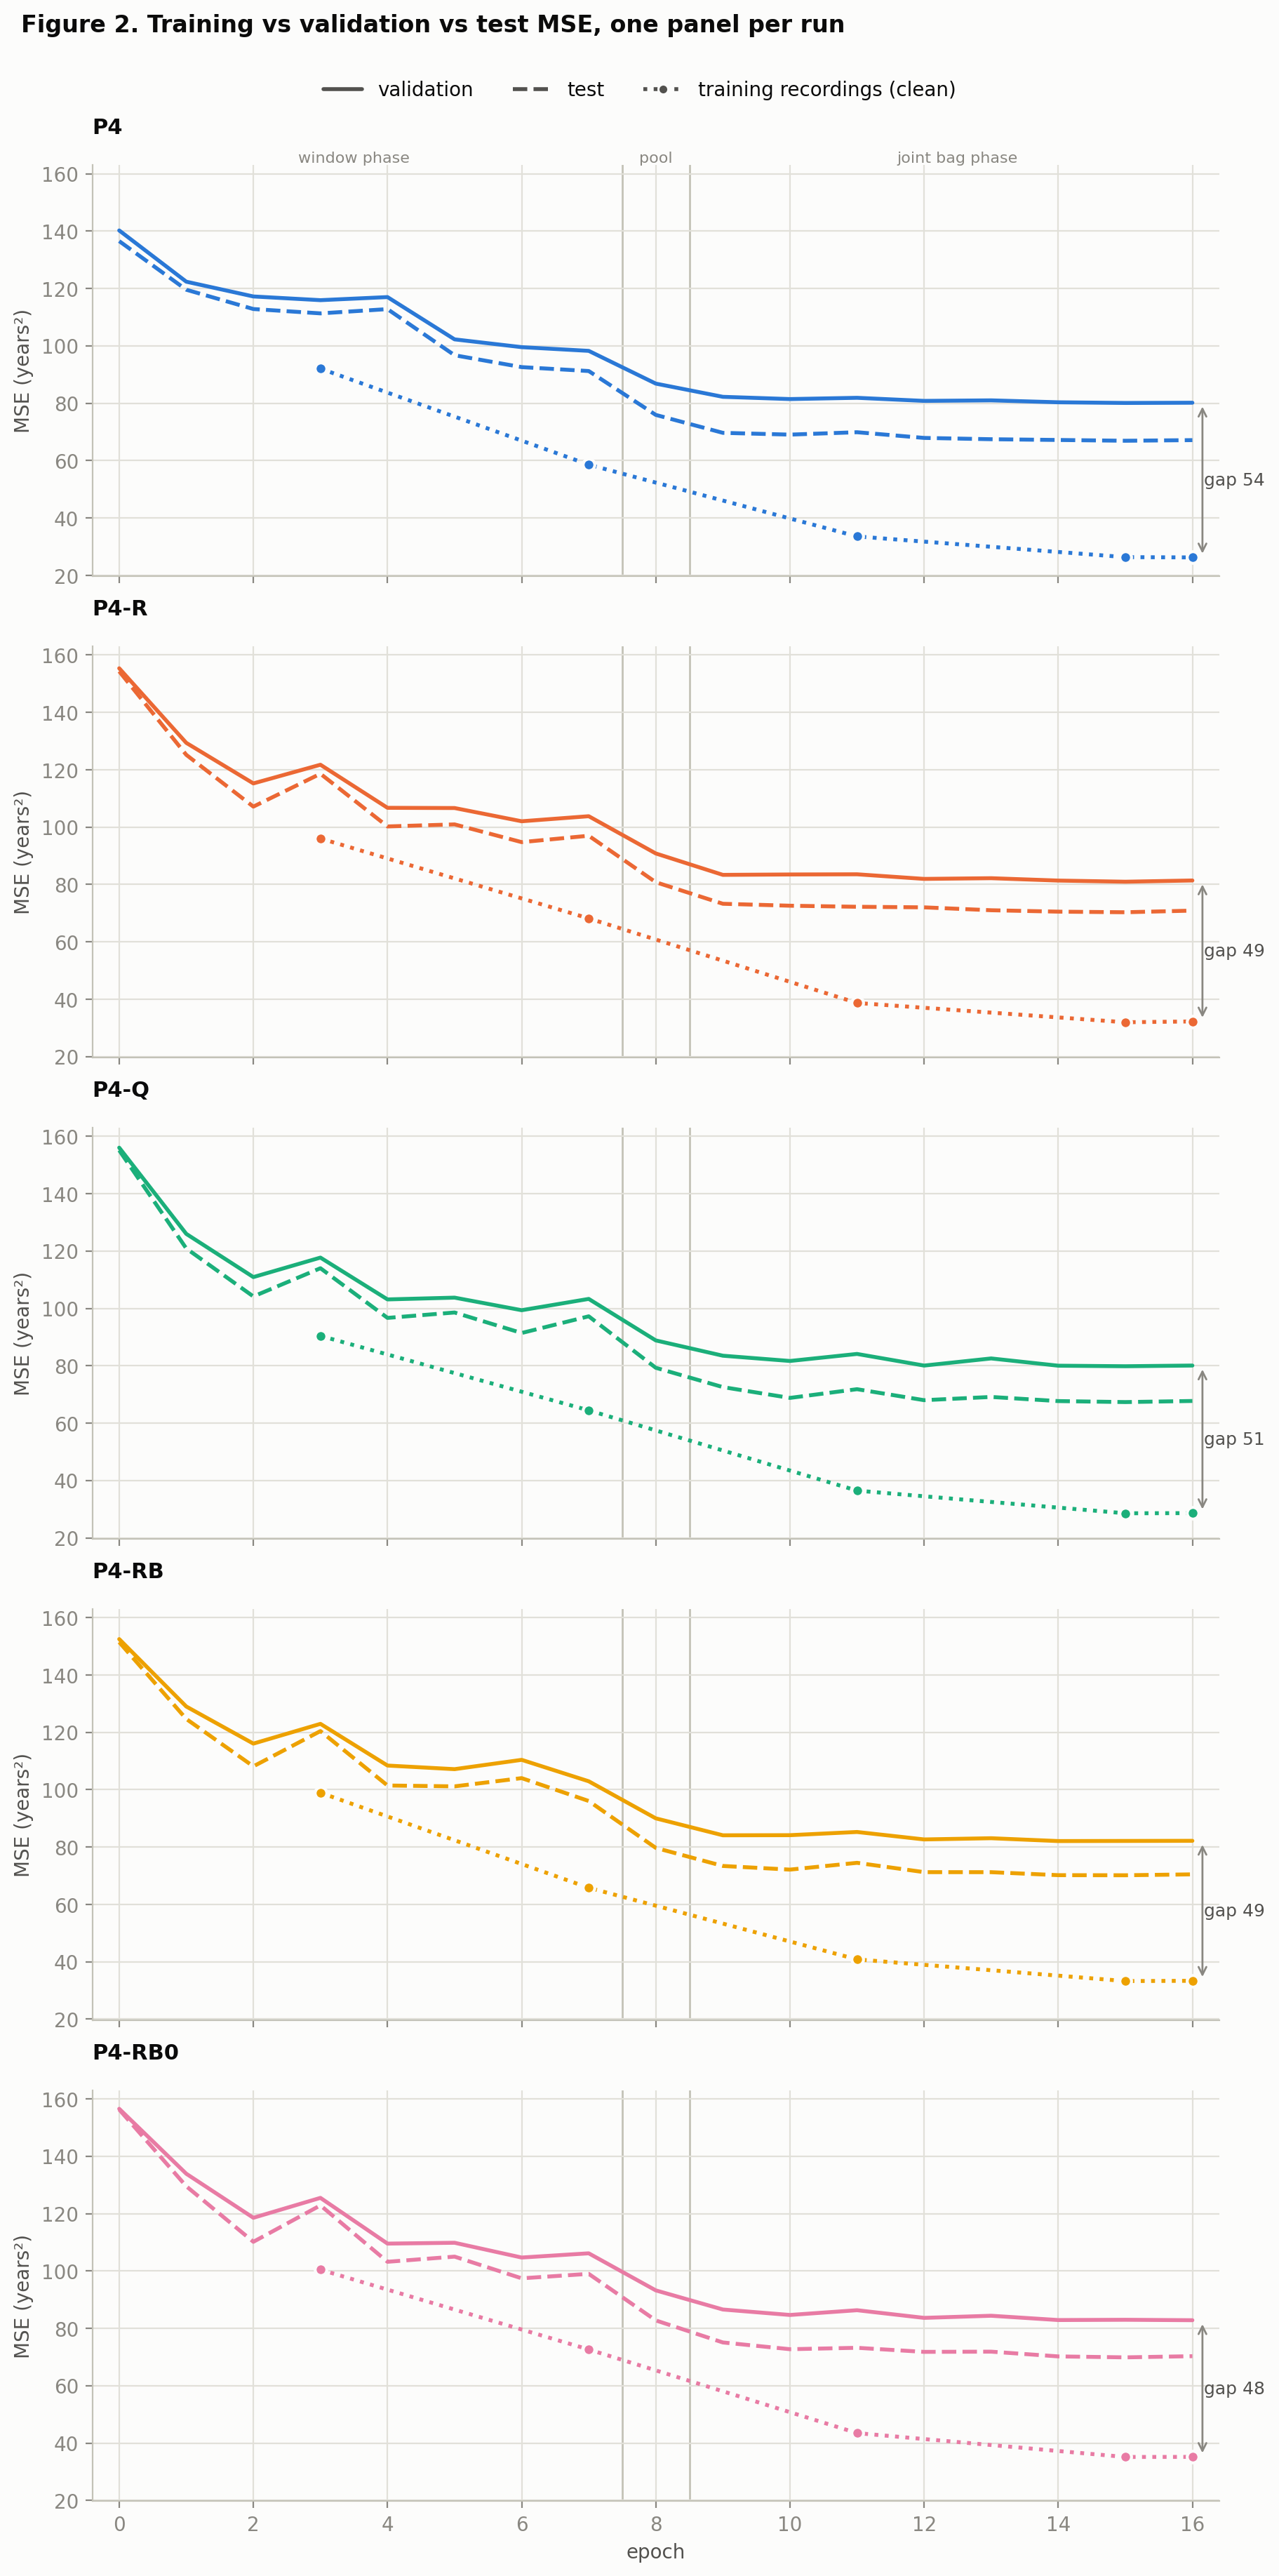 Figure 2. Training vs validation vs test MSE, one panel per run
validation test training recordings (clean)
P4
window phase pool joint bag phase
160
140
120
100
80
60
40
20
MSE (years²)
gap 54
P4-R
160
140
120
100
80
60
40
20
MSE (years²)
gap 49
P4-Q
160
140
120
100
80
60
40
20
MSE (years²)
gap 51
P4-RB
160
140
120
100
80
60
40
20
MSE (years²)
gap 49
P4-RB0
160
140
120
100
80
60
40
20
MSE (years²)
gap 48
0 2 4 6 8 10 12 14 16
epoch